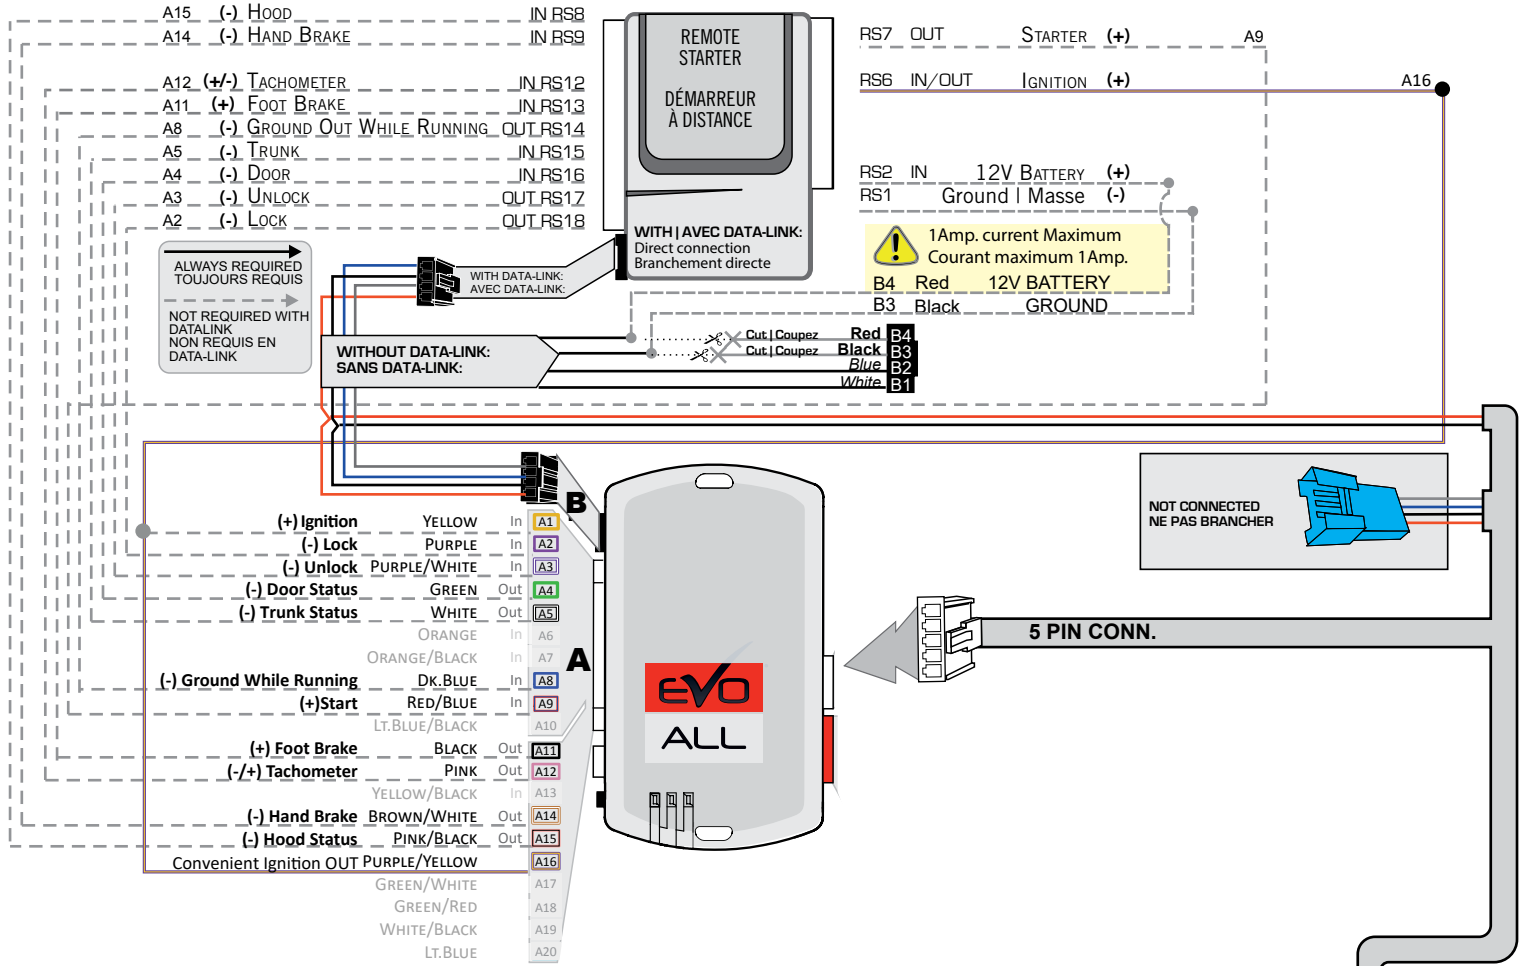 A15 (-) HOOD IN RS8
A14 (-) HAND BRAKE IN RS9
A12 (+/-) TACHOMETER IN RS12
A11 (+) FOOT BRAKE IN RS13
A8 (-) GROUND OUT WHILE RUNNING OUT RS14
A5 (-) TRUNK IN RS15
A4 (-) DOOR IN RS16
A3 (-) UNLOCK OUT RS17
A2 (-) LOCK OUT RS18
REMOTE
STARTER
DÉMARREUR
À DISTANCE
WITH | AVEC DATA-LINK:
Direct connection
Branchement directe
RS7 OUT STARTER (+) A9
RS6 IN/OUT IGNITION (+) A16
RS2 IN 12V BATTERY (+)
RS1 Ground | Masse (-)
1Amp. current Maximum
Courant maximum 1Amp.
B4 Red 12V BATTERY
B3 Black GROUND
ALWAYS REQUIRED
TOUJOURS REQUIS
NOT REQUIRED WITH
DATALINK
NON REQUIS EN
DATA-LINK
WITH DATA-LINK:
AVEC DATA-LINK:
WITHOUT DATA-LINK:
SANS DATA-LINK:
Cut | Coupez Red B4
Cut | Coupez Black B3
Blue B2
White B1
NOT CONNECTED
NE PAS BRANCHER
5 PIN CONN.
B
A
(+) Ignition YELLOW In A1
(-) Lock PURPLE In A2
(-) Unlock PURPLE/WHITE In A3
(-) Door Status GREEN Out A4
(-) Trunk Status WHITE Out A5
ORANGE In A6
ORANGE/BLACK In A7
(-) Ground While Running DK.BLUE In A8
(+)Start RED/BLUE In A9
LT.BLUE/BLACK A10
(+) Foot Brake BLACK Out A11
(-/+) Tachometer PINK Out A12
YELLOW/BLACK In A13
(-) Hand Brake BROWN/WHITE Out A14
(-) Hood Status PINK/BLACK Out A15
Convenient Ignition OUT PURPLE/YELLOW A16
GREEN/WHITE A17
GREEN/RED A18
WHITE/BLACK A19
LT.BLUE A20
EVO
ALL